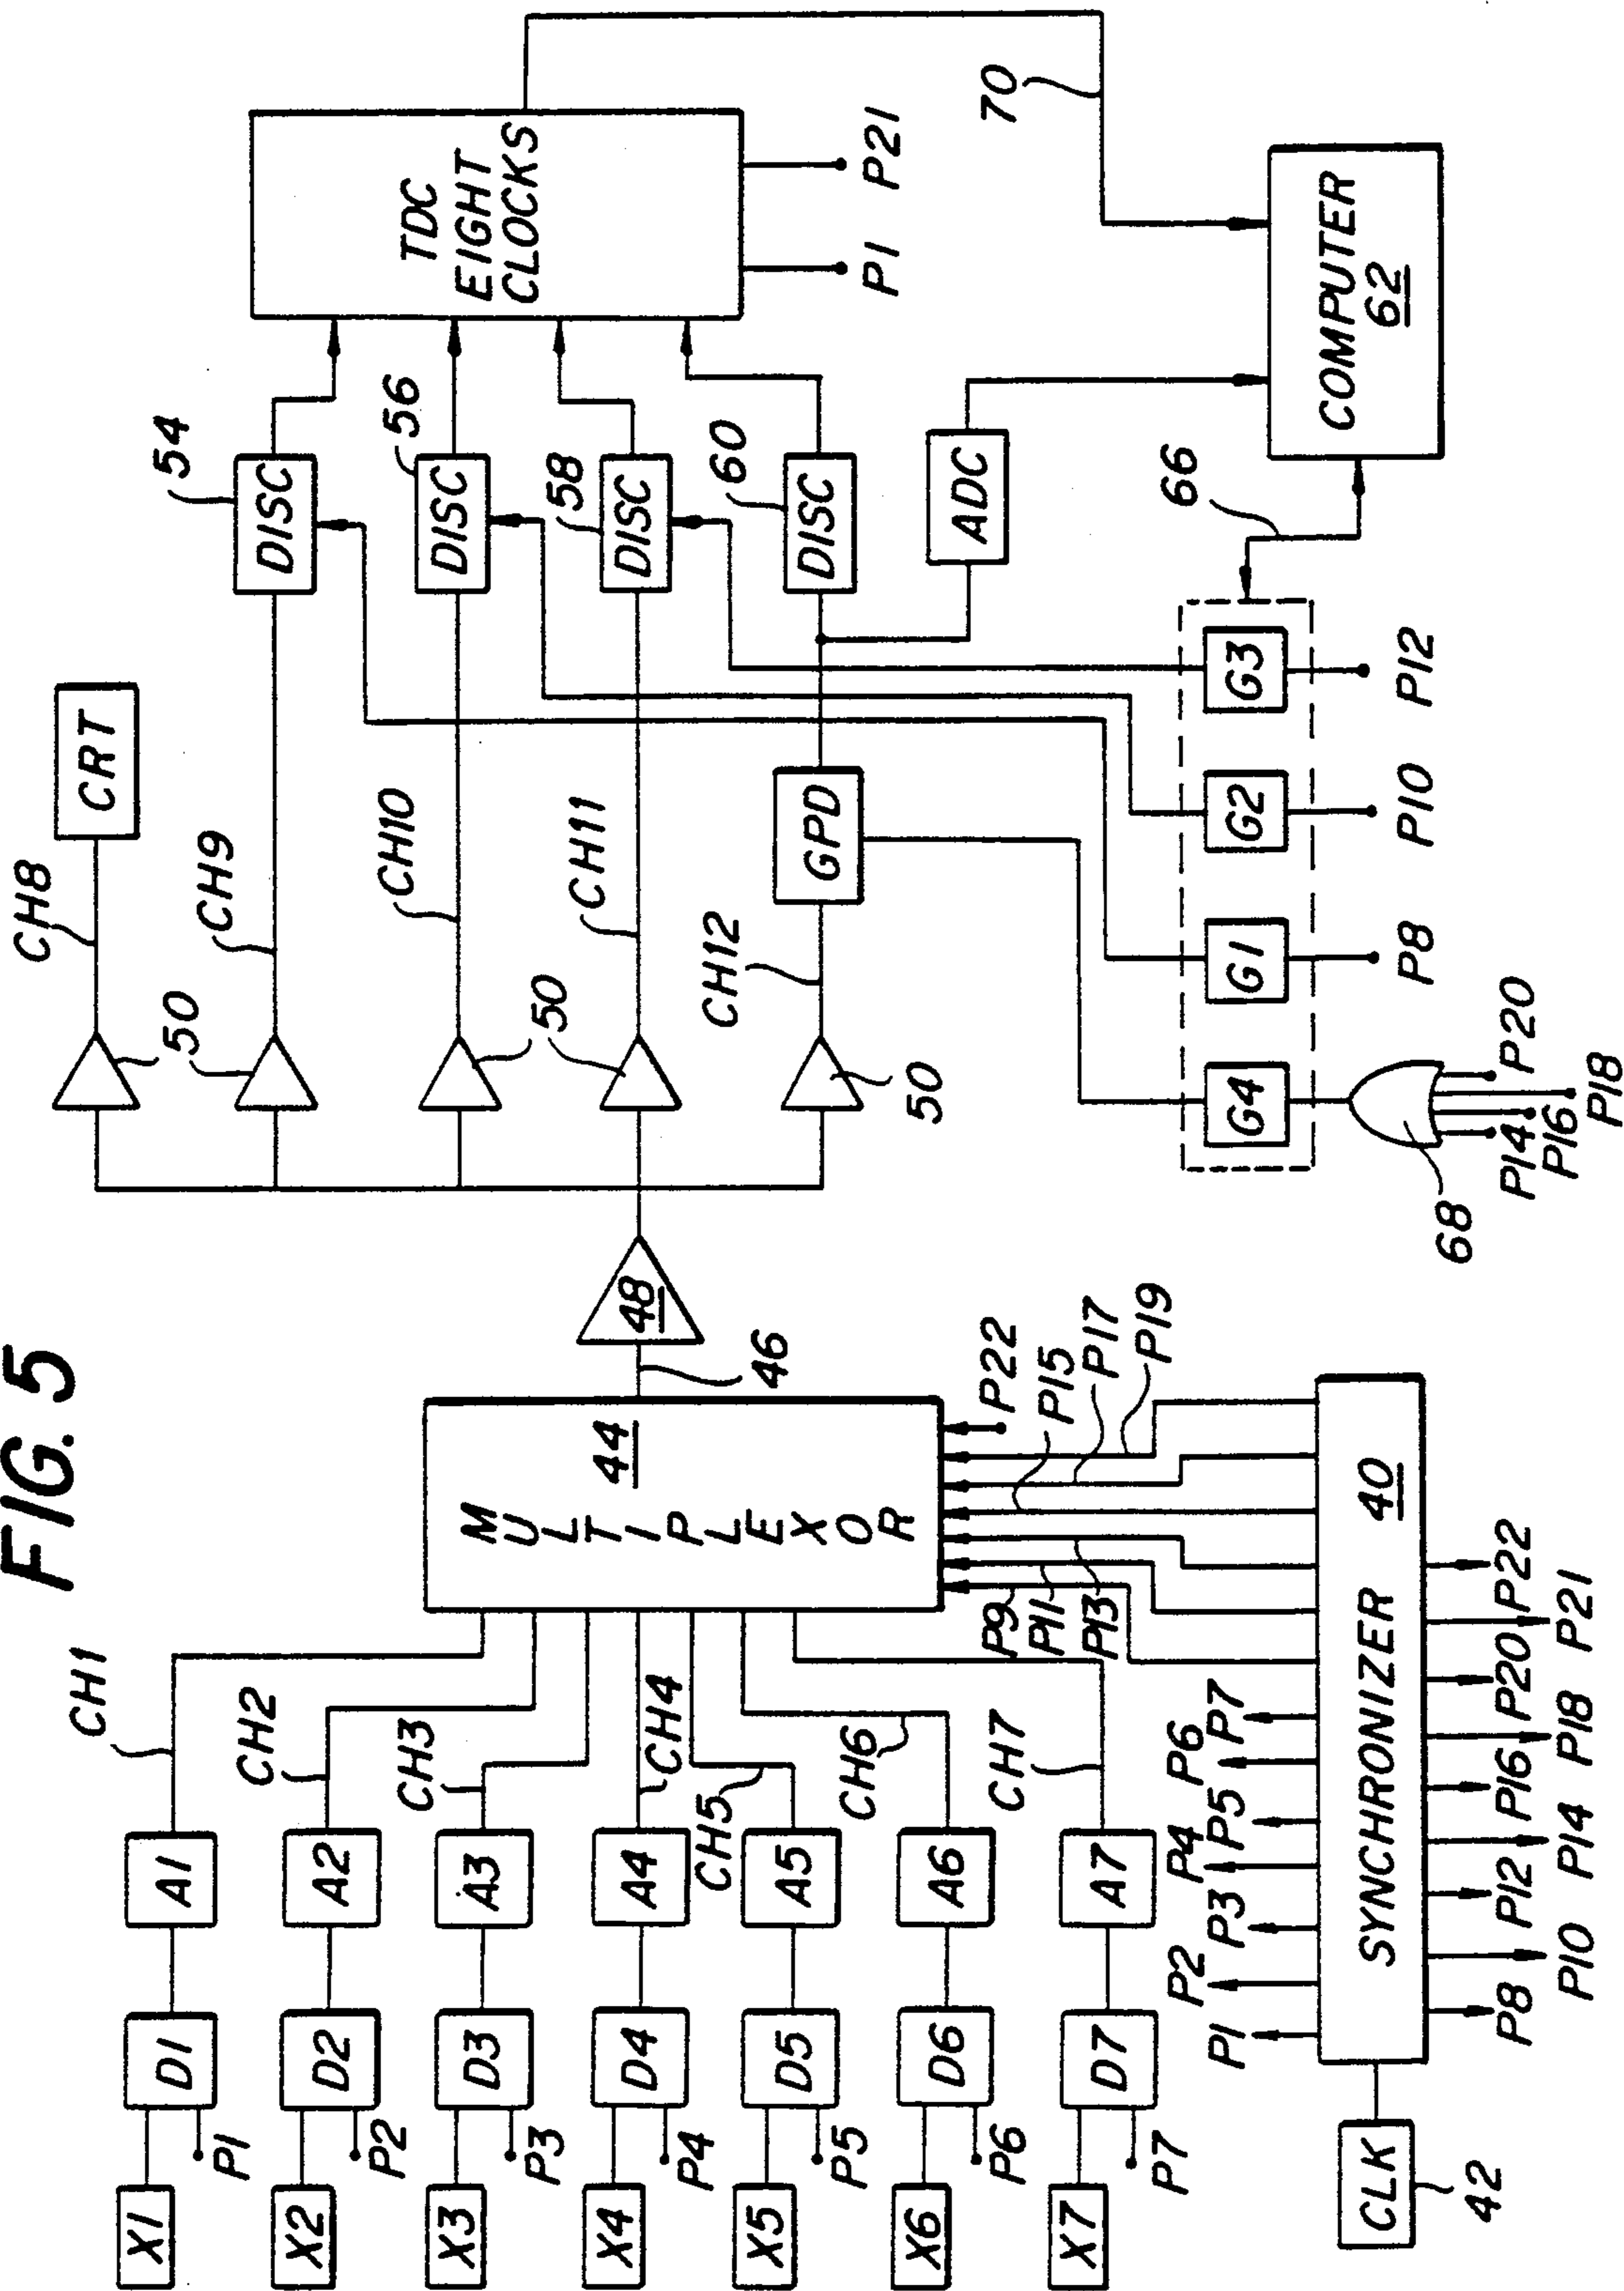 FIG. 5
X1
D1
A1
CH1
P1
X2
D2
A2
CH2
P2
X3
D3
A3
CH3
P3
X4
D4
A4
CH4
P4
X5
D5
A5
CH5
P5
X6
D6
A6
CH6
P6
X7
D7
A7
CH7
P7
MULTIPLEXOR
44
46
48
P9
P11
P13
P15
P17
P19
P22
CLK
42
SYNCHRONIZER 40
P1
P2
P3
P4
P5
P6
P7
P8
P10
P12
P14
P16
P18
P20
P21
P22
50
50
50
CH8
CRT
CH9
DISC
54
CH10
DISC
56
CH11
DISC
58
CH12
GPD
DISC
60
TDC
EIGHT
CLOCKS
P1
P21
ADC
70
COMPUTER
62
66
G4
G1
G2
G3
P8
P10
P12
68
P14
P16
P18
P20